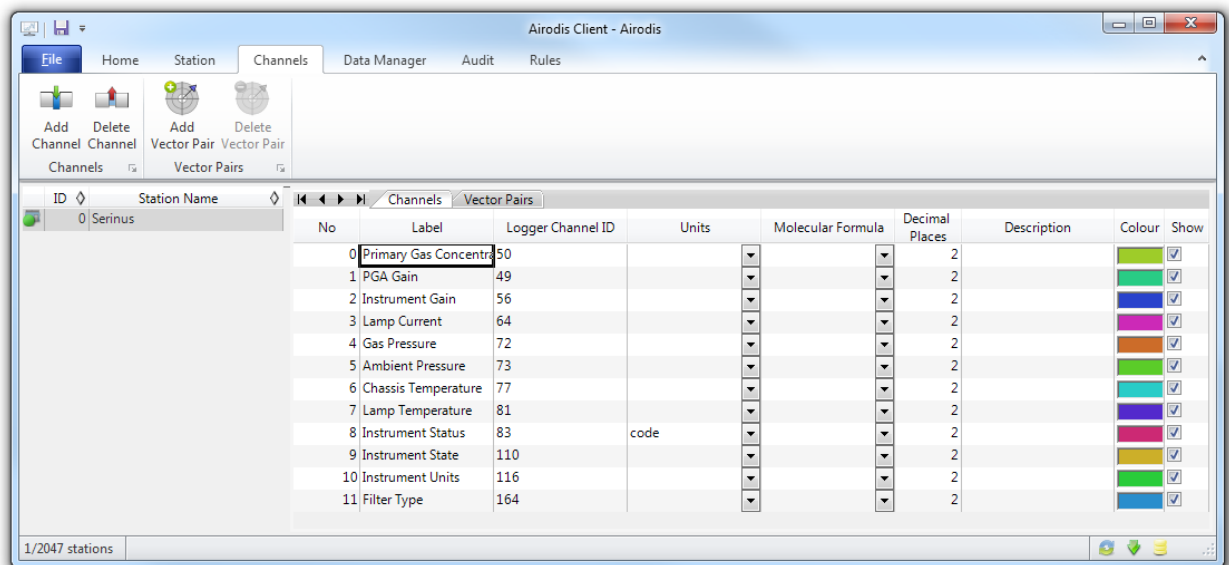 Airodis Client - Airodis
File Home Station Channels Data Manager Audit Rules
Add Channel Delete Channel Add Vector Pair Delete Vector Pair
Channels Vector Pairs
ID Station Name
0 Serinus
Channels Vector Pairs
No Label Logger Channel ID Units Molecular Formula Decimal Places Description Colour Show
0 Primary Gas Concentra 50 2
1 PGA Gain 49 2
2 Instrument Gain 56 2
3 Lamp Current 64 2
4 Gas Pressure 72 2
5 Ambient Pressure 73 2
6 Chassis Temperature 77 2
7 Lamp Temperature 81 2
8 Instrument Status 83 code 2
9 Instrument State 110 2
10 Instrument Units 116 2
11 Filter Type 164 2
1/2047 stations